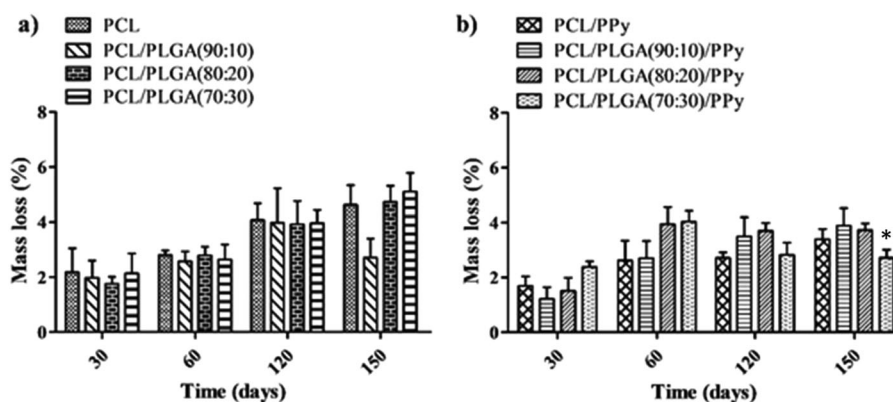 a)
PCL
PCL/PLGA(90:10)
PCL/PLGA(80:20)
PCL/PLGA(70:30)
8
6
4
2
0
Mass loss (%)
30 60 120 150
Time (days)
b)
PCL/PPy
PCL/PLGA(90:10)/PPy
PCL/PLGA(80:20)/PPy
PCL/PLGA(70:30)/PPy
8
6
4
2
0
Mass loss (%)
*
30 60 120 150
Time (days)